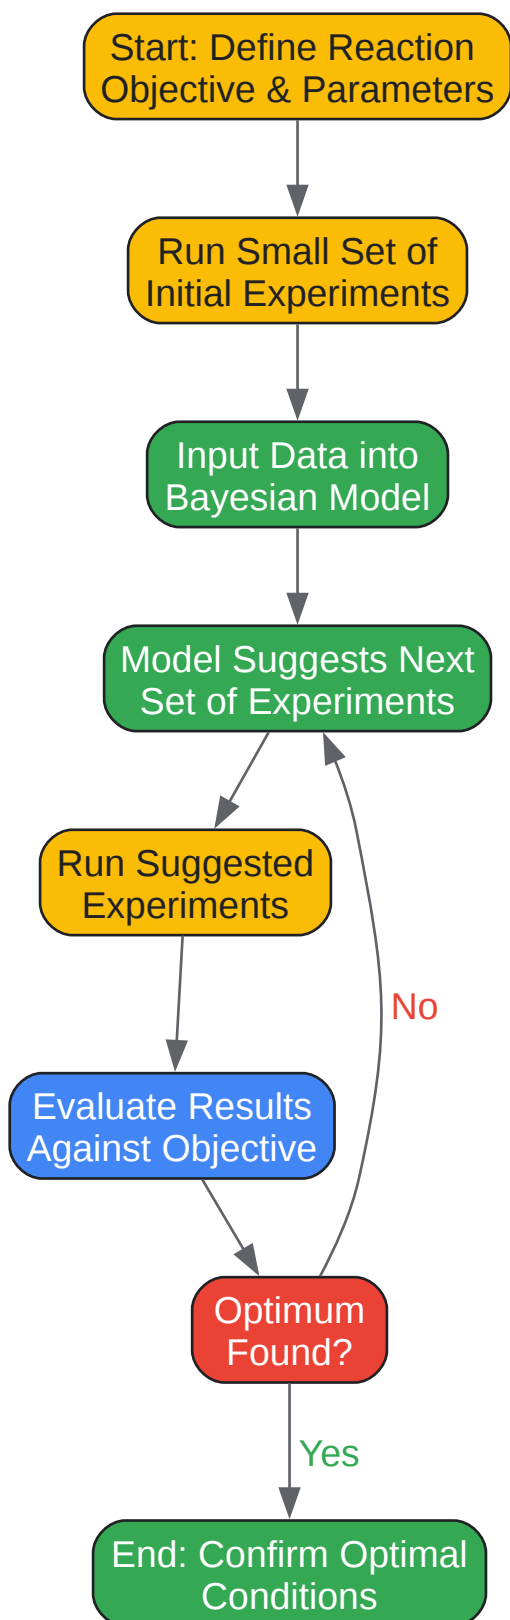 Start: Define Reaction
Objective & Parameters
Run Small Set of
Initial Experiments
Input Data into
Bayesian Model
Model Suggests Next
Set of Experiments
Run Suggested
Experiments
No
Evaluate Results
Against Objective
Optimum
Found?
Yes
End: Confirm Optimal
Conditions